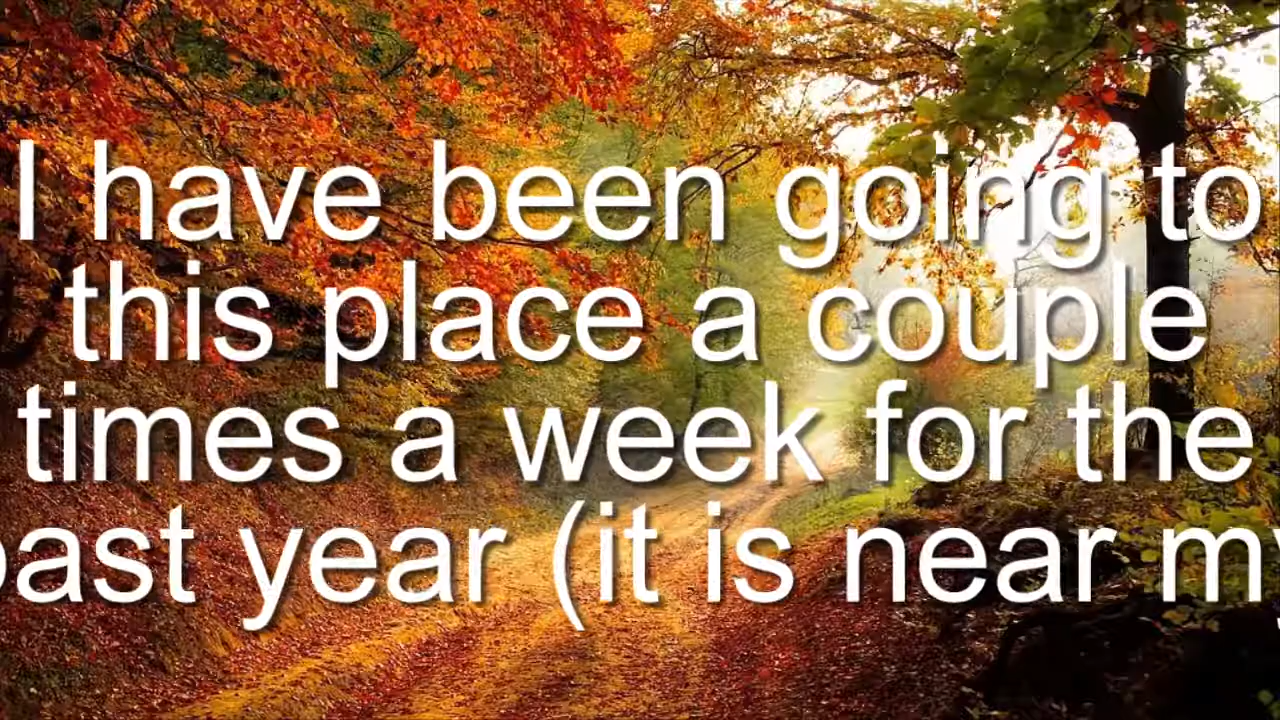 I have been going to
this place a couple
times a week for the
past year (it is near my